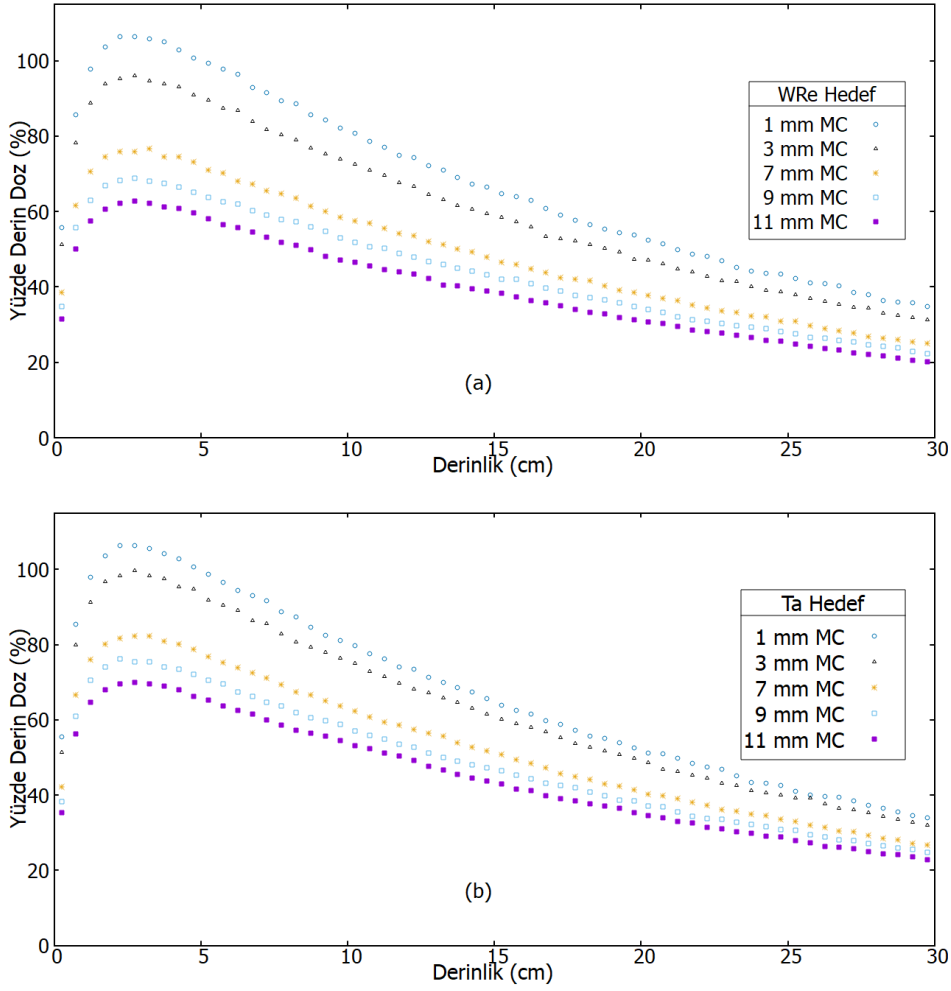 Yüzde Derin Doz (%)
100
80
60
40
20
0
WRe Hedef
1 mm MC
3 mm MC
7 mm MC
9 mm MC
11 mm MC
(a)
0 5 10 15 20 25 30
Derinlik (cm)
Yüzde Derin Doz (%)
100
80
60
40
20
0
Ta Hedef
1 mm MC
3 mm MC
7 mm MC
9 mm MC
11 mm MC
(b)
0 5 10 15 20 25 30
Derinlik (cm)